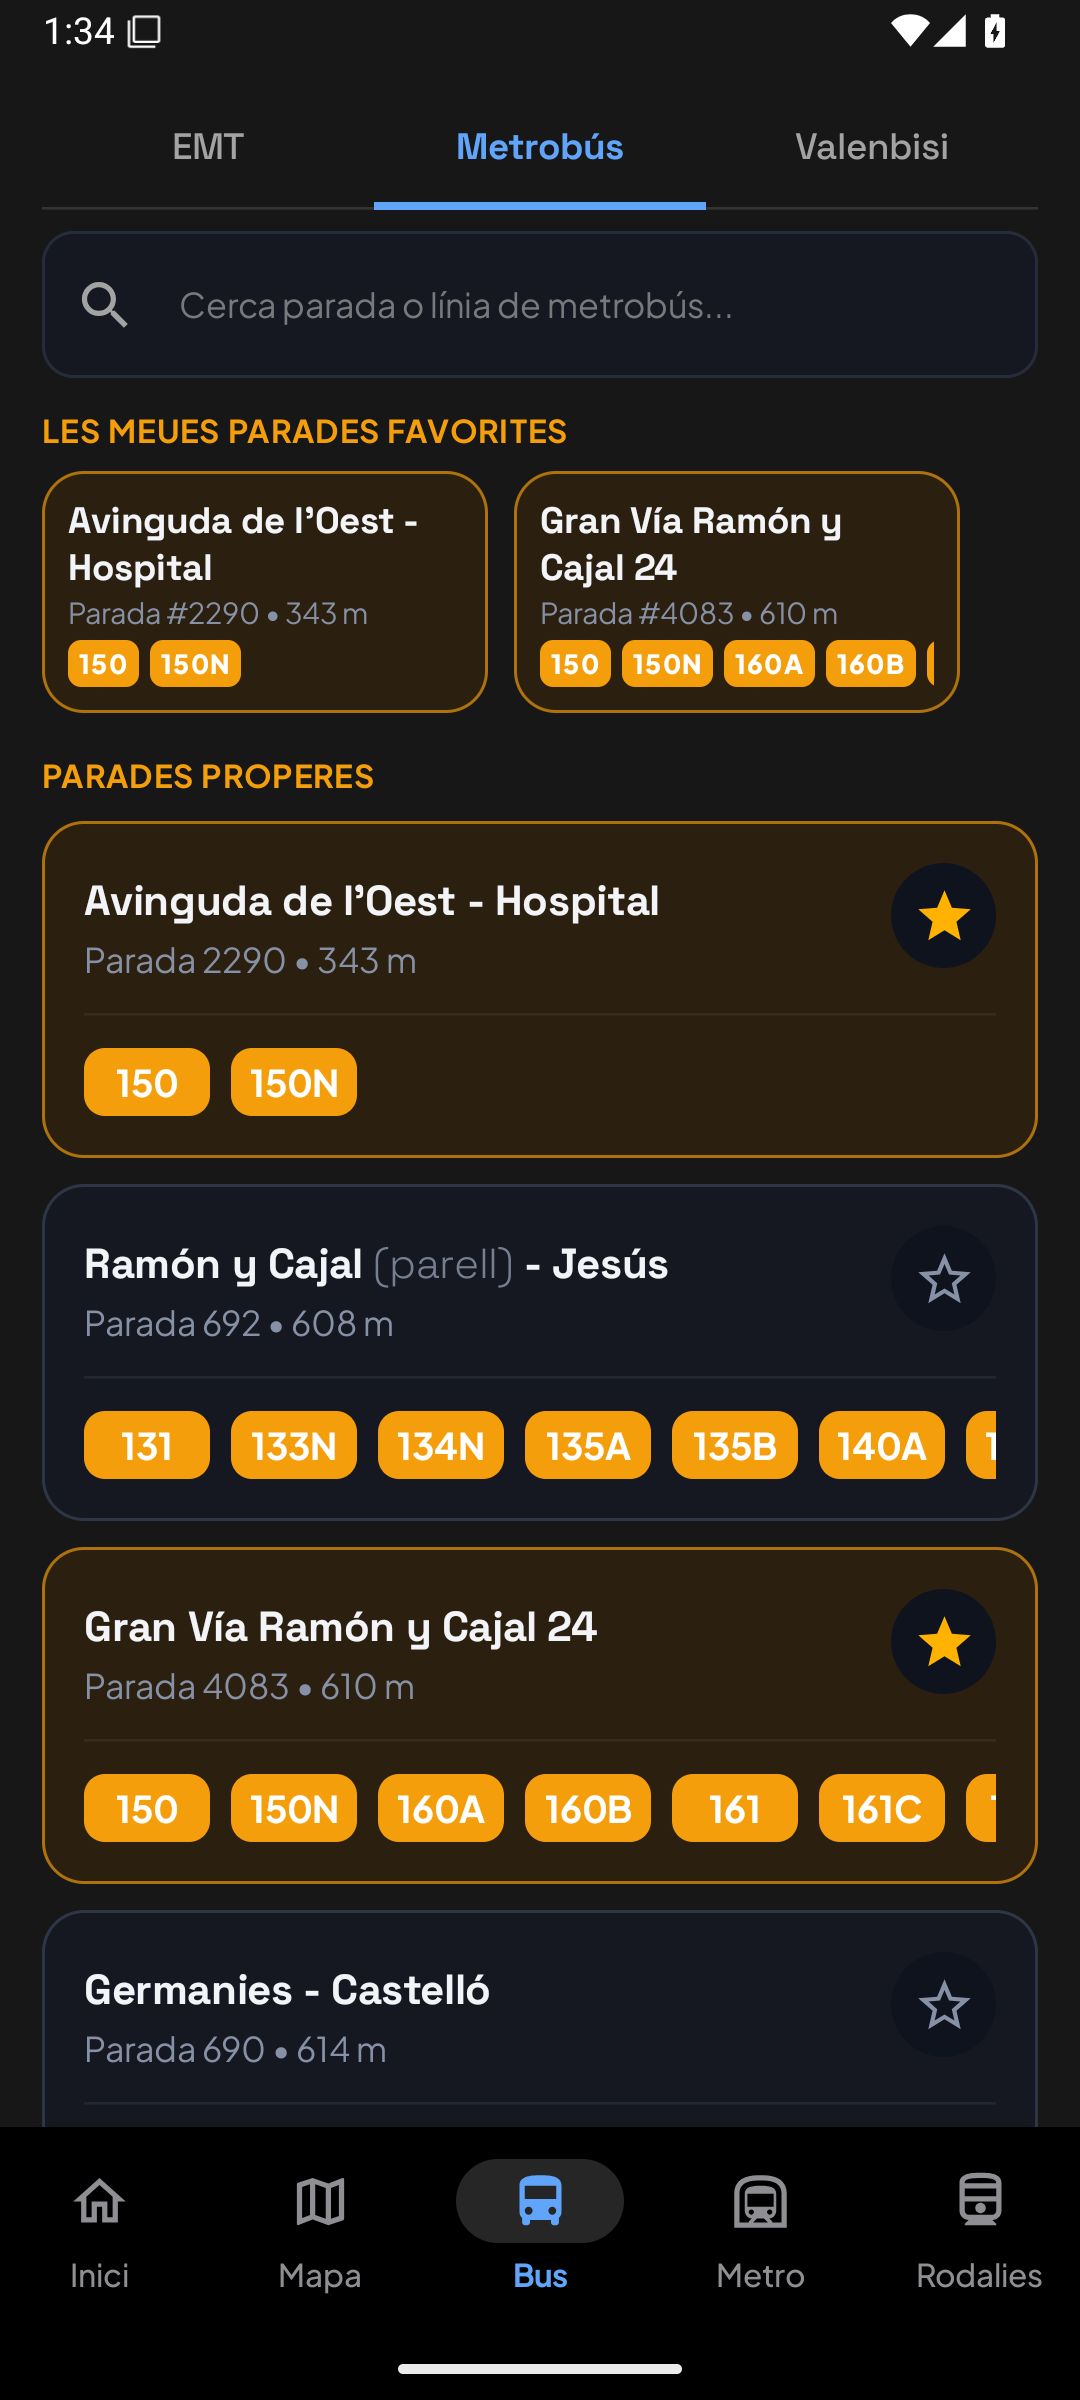 1:34
EMT Metrobús Valenbisi
Cerca parada o línia de metrobús...
LES MEUES PARADES FAVORITES
Avinguda de l'Oest -
Hospital
Parada #2290 • 343 m
150 150N
Gran Vía Ramón y
Cajal 24
Parada #4083 • 610 m
150 150N 160A 160B
PARADES PROPERES
Avinguda de l'Oest - Hospital
Parada 2290 • 343 m
150 150N
Ramón y Cajal (parell) - Jesús
Parada 692 • 608 m
131 133N 134N 135A 135B 140A
Gran Vía Ramón y Cajal 24
Parada 4083 • 610 m
150 150N 160A 160B 161 161C
Germanies - Castelló
Parada 690 • 614 m
Inici Mapa Bus Metro Rodalies